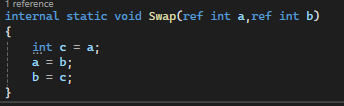 1 reference
internal static void Swap(ref int a,ref int b)
{
int c = a;
a = b;
b = c;
}